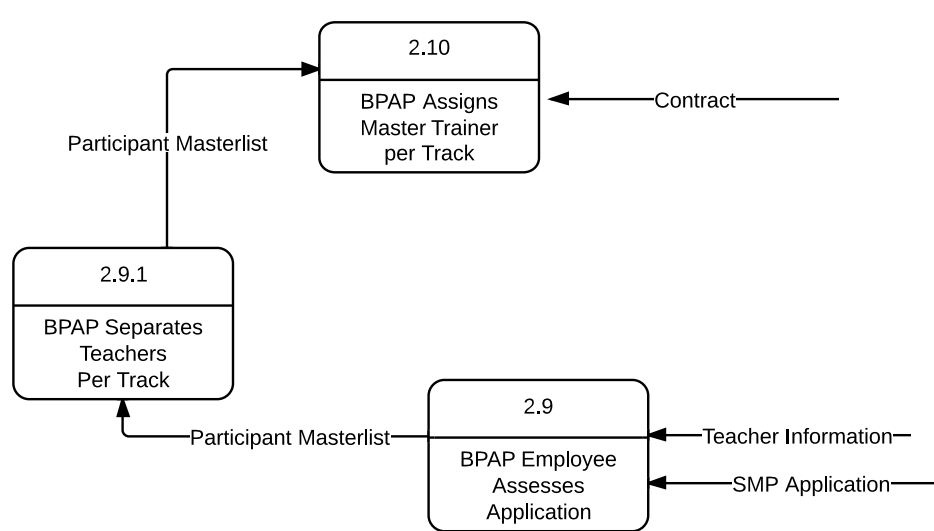 2.10
BPAP Assigns
Master Trainer
per Track
Contract
Participant Masterlist
2.9.1
BPAP Separates
Teachers
Per Track
2.9
BPAP Employee
Assesses
Application
Participant Masterlist
Teacher Information
SMP Application